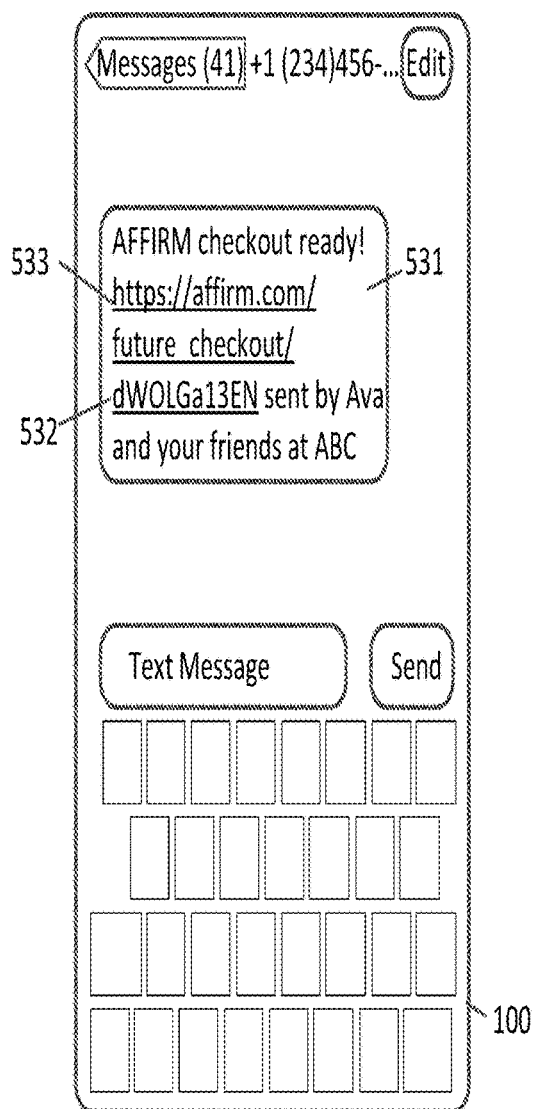 Messages (41) +1 (234)456-... Edit
AFFIRM checkout ready!
533 531
https://affirm.com/
future_checkout/
dWOLGa13EN sent by Ava
532
and your friends at ABC
Text Message Send
100